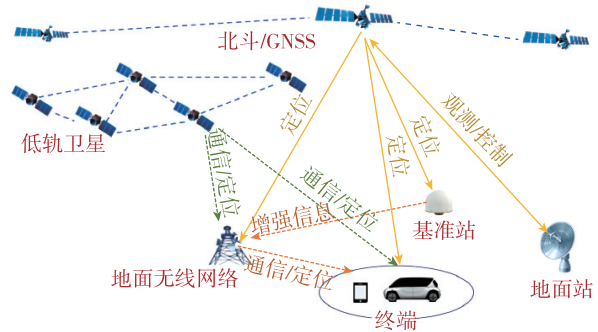 北斗/GNSS
低轨卫星
定位
定位
定位
观测/控制
通信/定位
通信/定位
增强信息
基准站
地面无线网络
通信/定位
地面站
终端